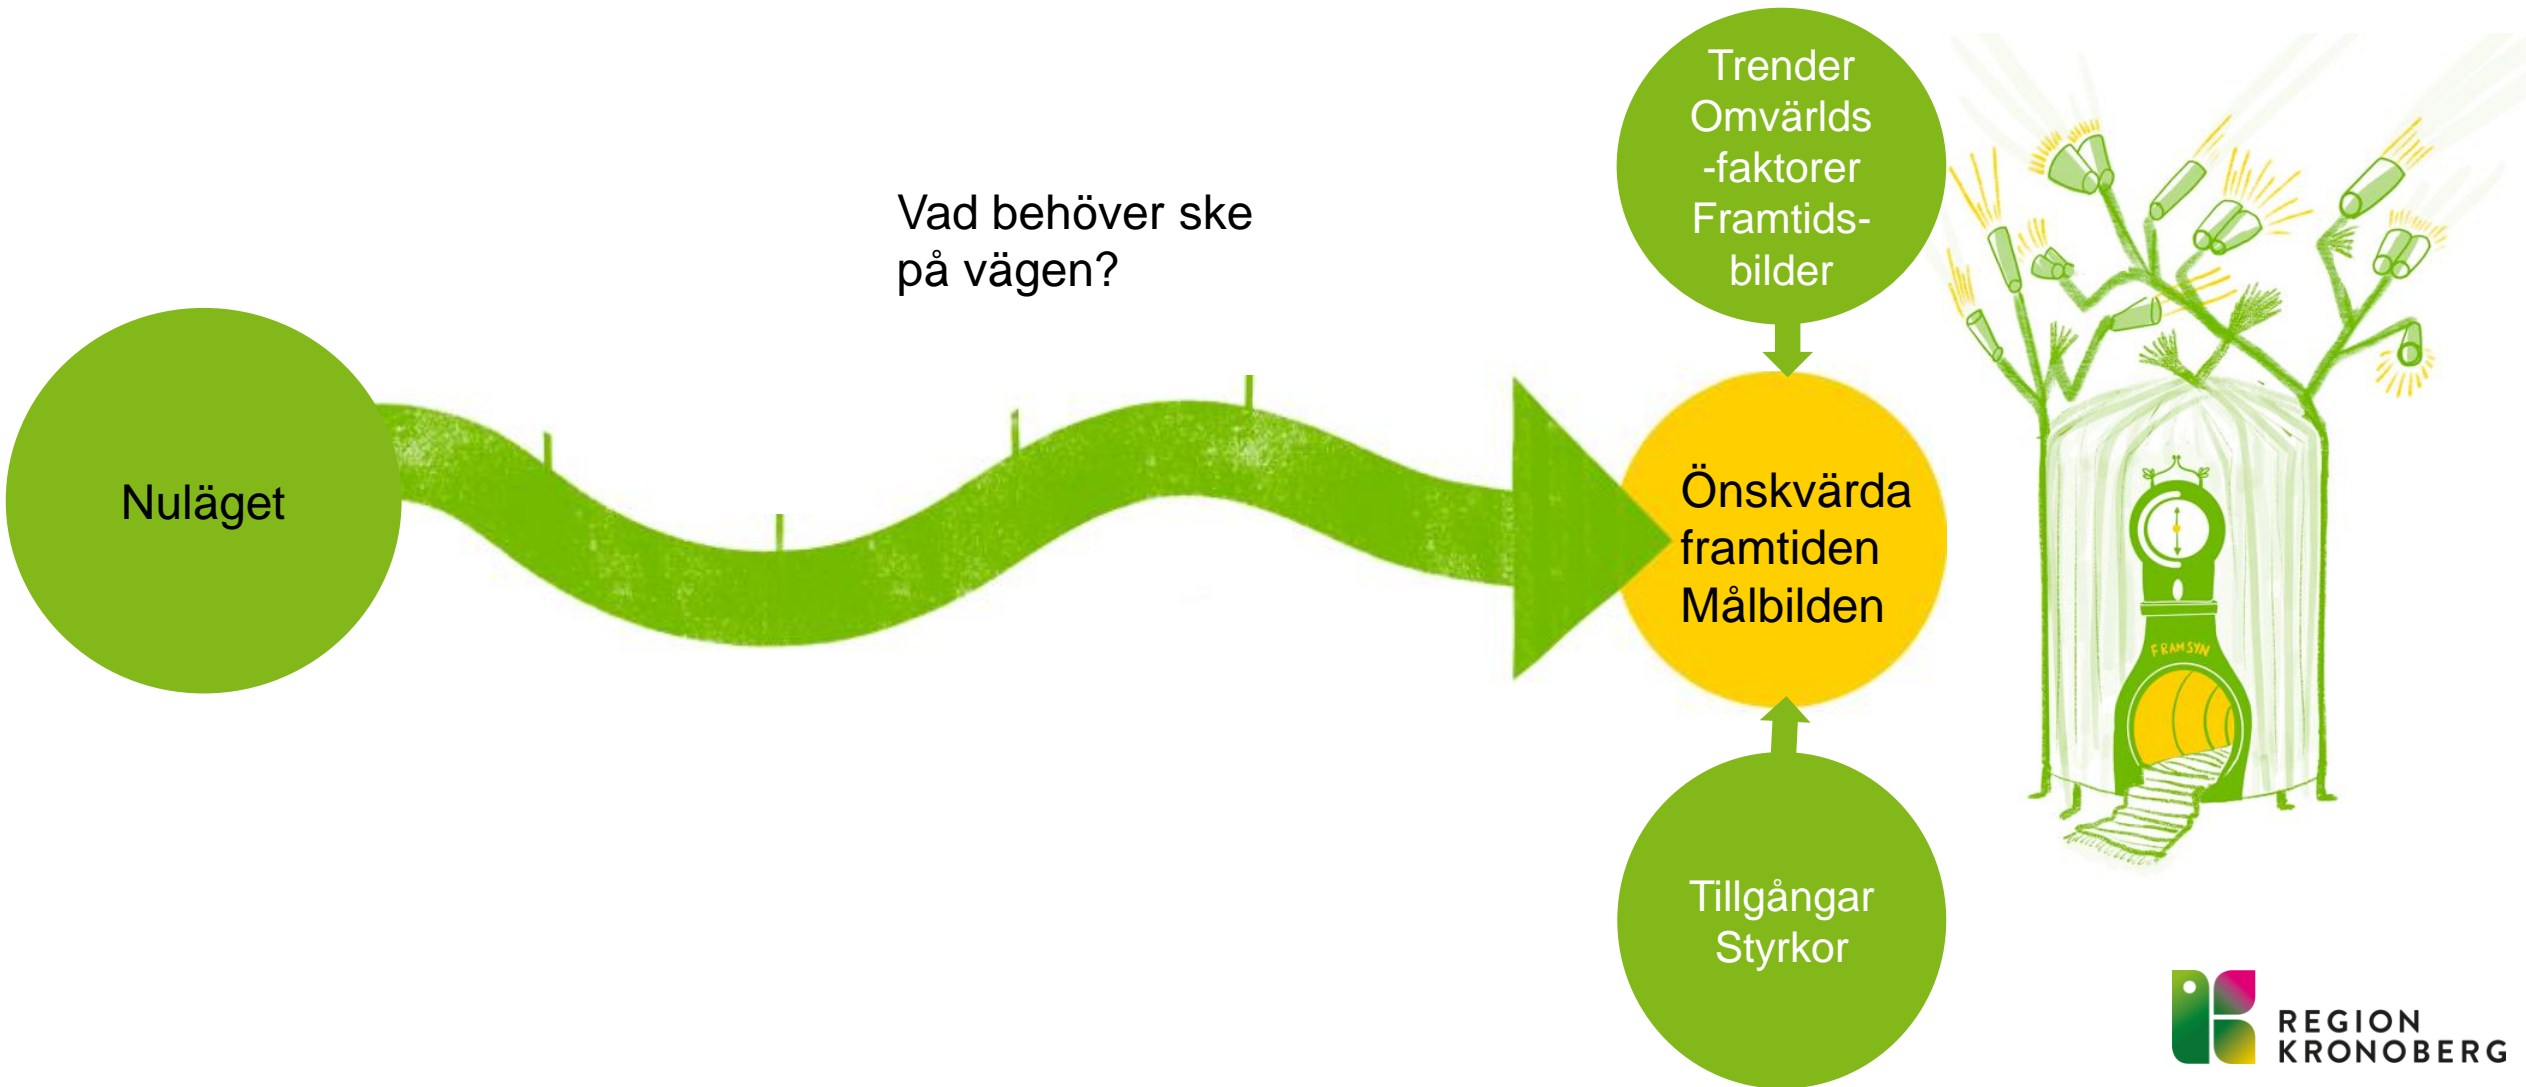 Nuläget
Vad behöver ske
på vägen?
Trender
Omvärlds
-faktorer
Framtids-
bilder
Önskvärda
framtiden
Målbilden
Tillgångar
Styrkor
FRAMSYN
REGION
KRONOBERG